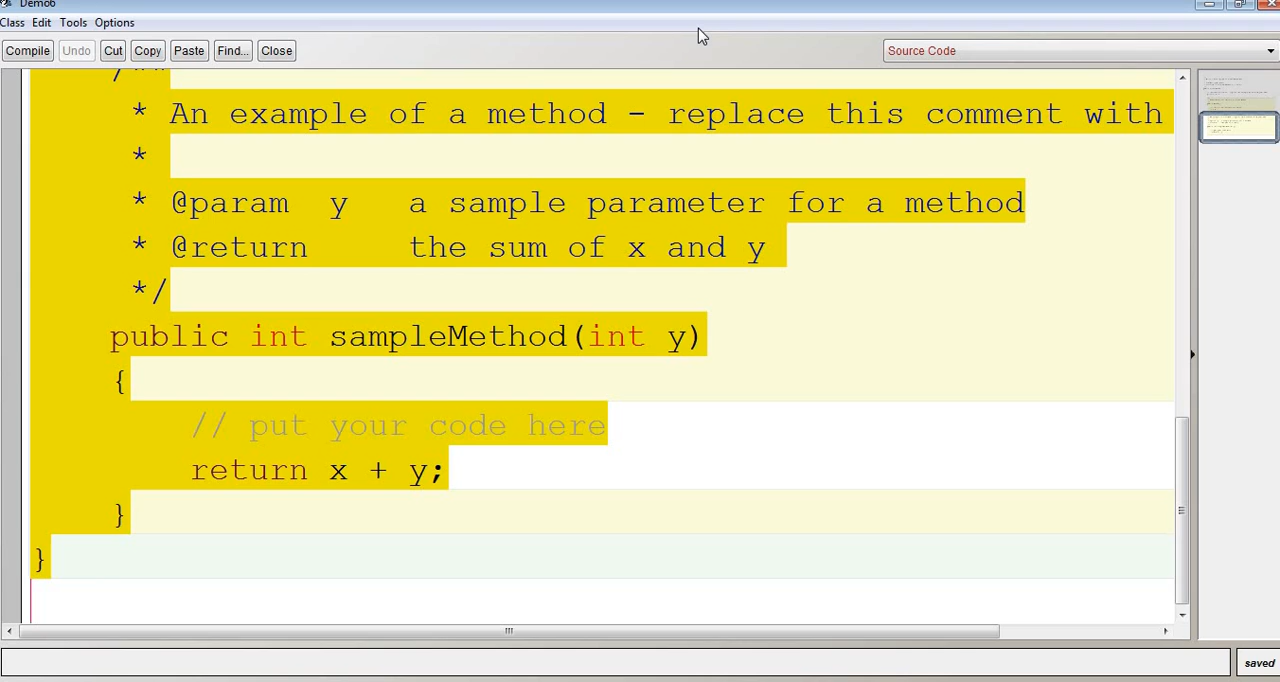 Demo6
Class Edit Tools Options
Compile Undo Cut Copy Paste Find... Close Source Code
/**
* An example of a method - replace this comment with
*
* @param y a sample parameter for a method
* @return the sum of x and y
*/
public int sampleMethod(int y)
{
// put your code here
return x + y;
}
}
saved